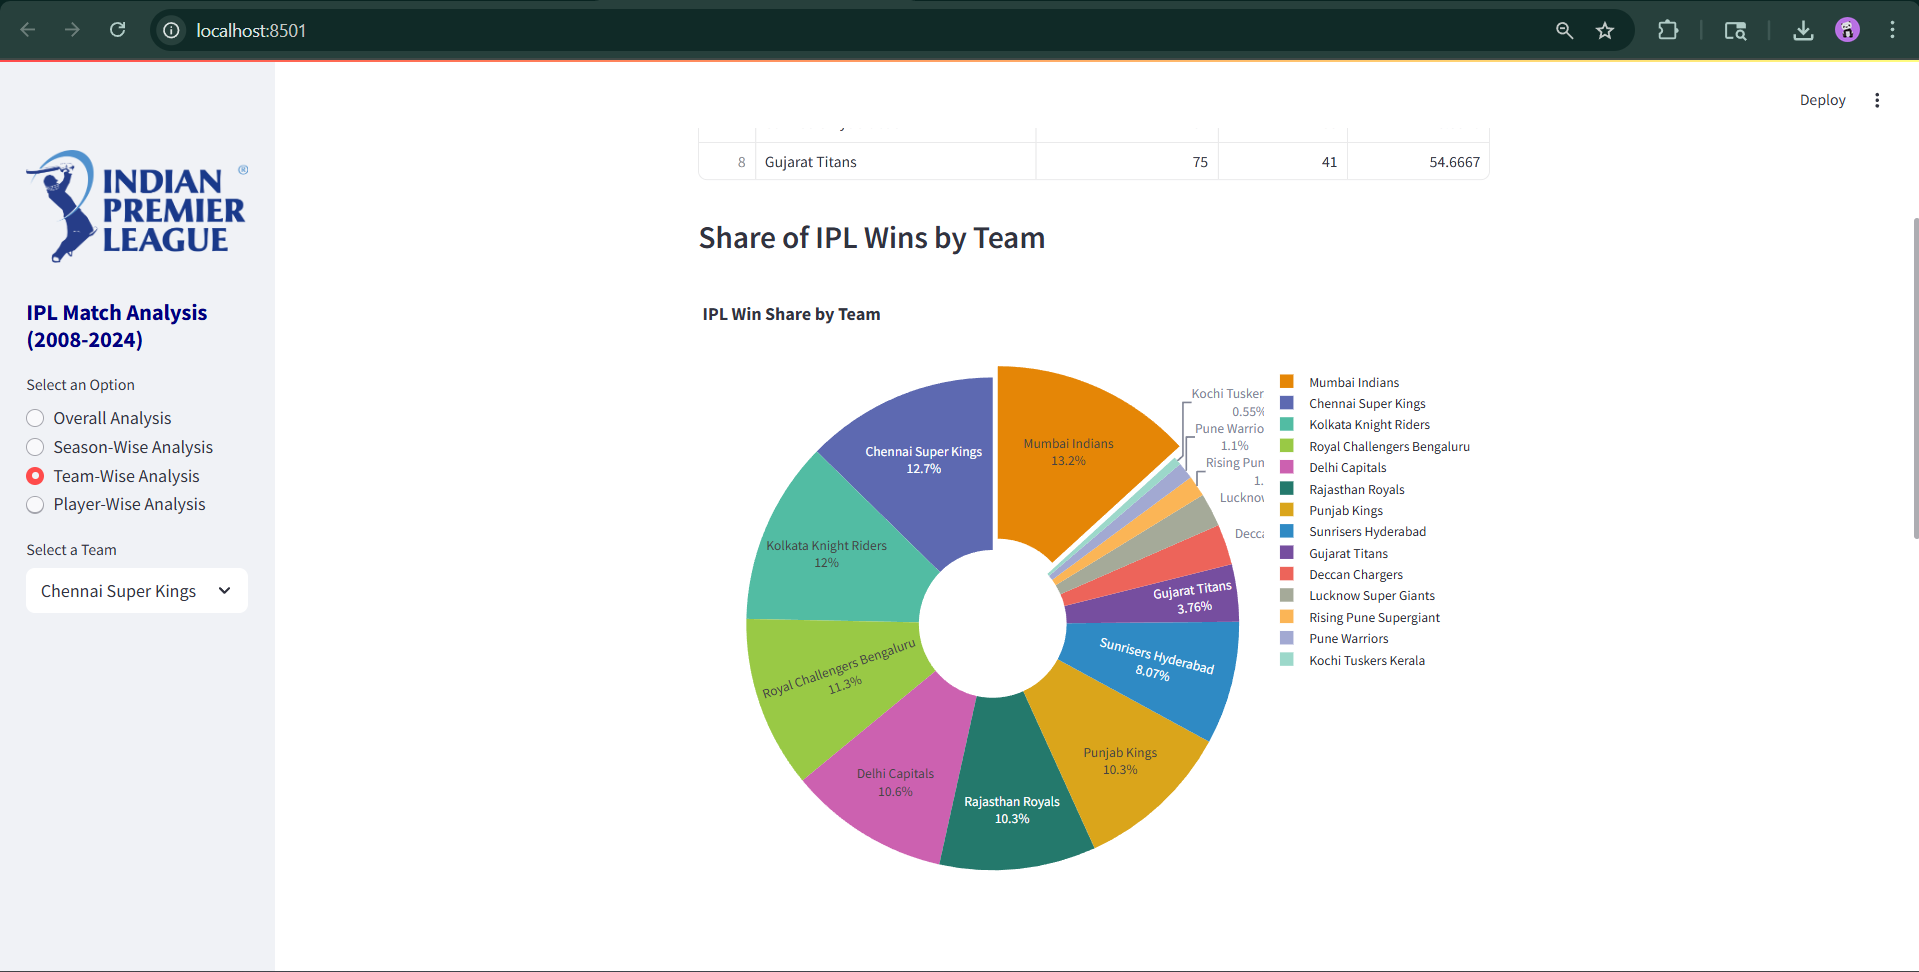 localhost:8501
Deploy
INDIAN ®
PREMIER
LEAGUE
IPL Match Analysis
(2008-2024)
Select an Option
Overall Analysis
Season-Wise Analysis
Team-Wise Analysis
Player-Wise Analysis
Select a Team
Chennai Super Kings
8 Gujarat Titans 75 41 54.6667
Share of IPL Wins by Team
IPL Win Share by Team
Mumbai Indians
13.2%
Chennai Super Kings
12.7%
Kolkata Knight Riders
12%
Royal Challengers Bengaluru
11.3%
Delhi Capitals
10.6%
Rajasthan Royals
10.3%
Punjab Kings
10.3%
Sunrisers Hyderabad
8.07%
Gujarat Titans
3.76%
Kochi Tusker
0.55%
Pune Warrio
1.1%
Rising Pun
1.
Lucknow
Decca
Mumbai Indians
Chennai Super Kings
Kolkata Knight Riders
Royal Challengers Bengaluru
Delhi Capitals
Rajasthan Royals
Punjab Kings
Sunrisers Hyderabad
Gujarat Titans
Deccan Chargers
Lucknow Super Giants
Rising Pune Supergiant
Pune Warriors
Kochi Tuskers Kerala